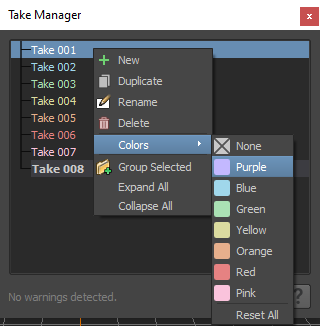 Take Manager
x
Take 001
Take 002
Take 003
Take 004
Take 005
Take 006
Take 007
Take 008
New
Duplicate
Rename
Delete
Colors
Group Selected
Expand All
Collapse All
None
Purple
Blue
Green
Yellow
Orange
Red
Pink
Reset All
No warnings detected.
?